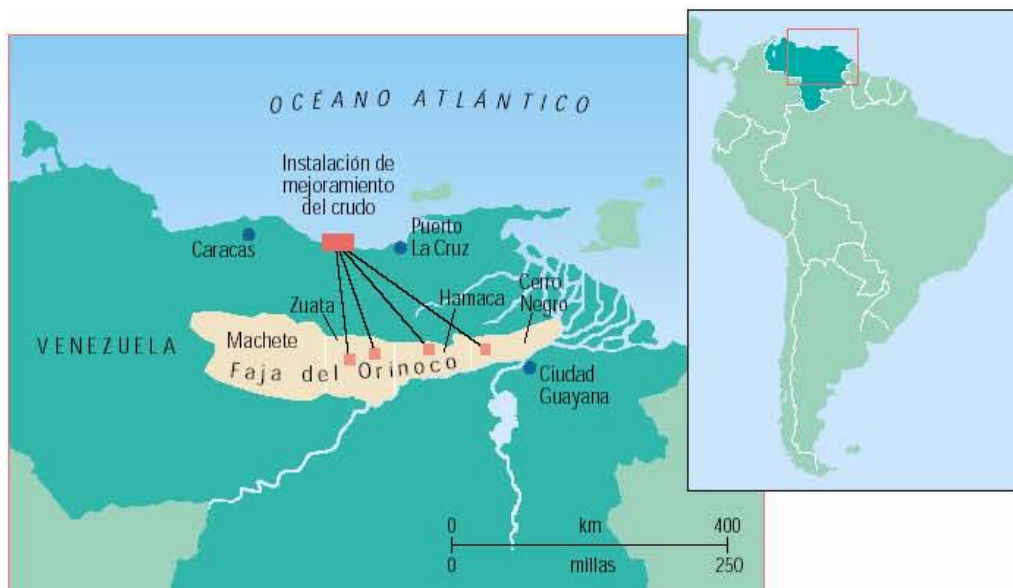 OCÉANO ATLÁNTICO
Instalación de
mejoramiento
del crudo
Caracas
Puerto
La Cruz
Zuata
Hamaca
Cerro
Negro
VENEZUELA
Machete
Faja del Orinoco
Ciudad
Guayana
0 km 400
0 millas 250